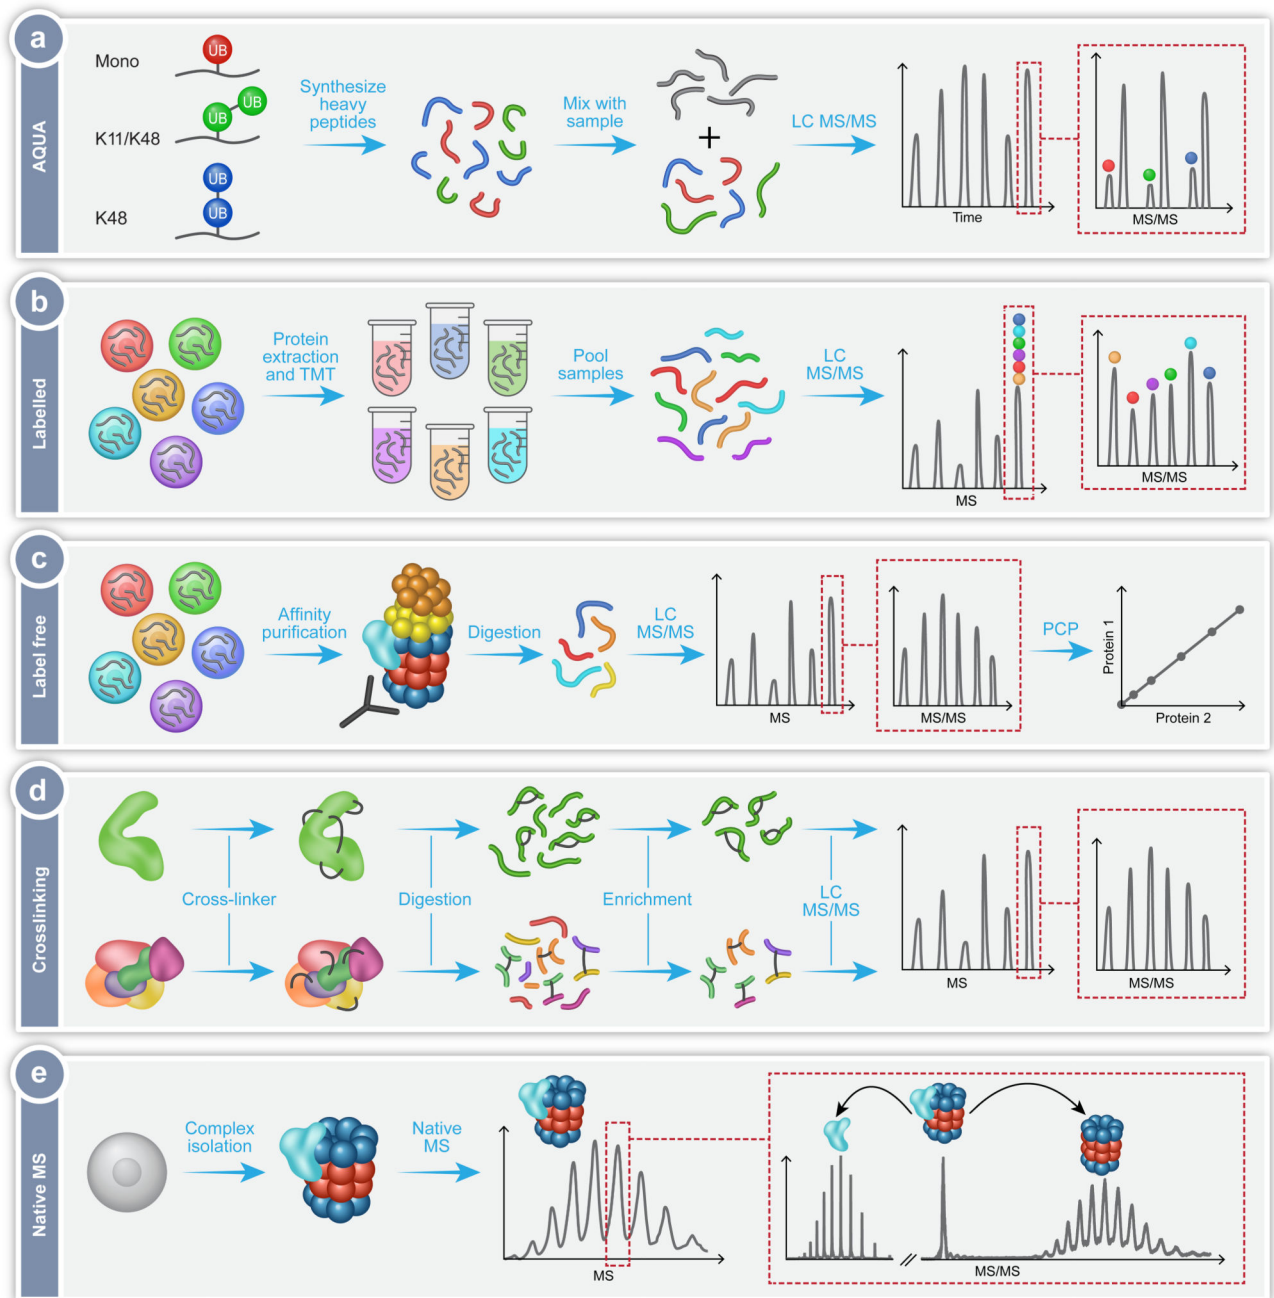 a
AQUA
Mono
UB
K11/K48
UB
UB
K48
UB
UB
Synthesize
heavy
peptides
Mix with
sample
+
LC MS/MS
Time
MS/MS
b
Labelled
Protein
extraction
and TMT
Pool
samples
LC
MS/MS
MS
MS/MS
c
Label free
Affinity
purification
Digestion
LC
MS/MS
MS
MS/MS
PCP
Protein 1
Protein 2
d
Crosslinking
Cross-linker
Digestion
Enrichment
LC
MS/MS
MS
MS/MS
e
Native MS
Complex
isolation
Native
MS
MS
MS/MS